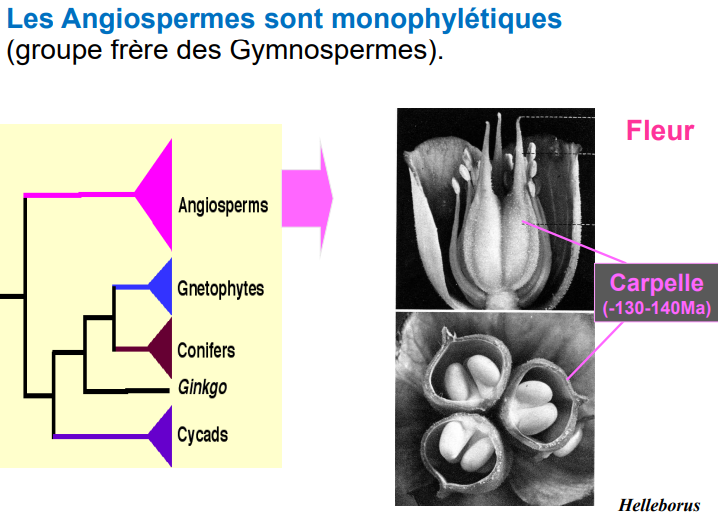 Les Angiospermes sont monophylétiques
(groupe frère des Gymnospermes).
Angiosperms
Gnetophytes
Conifers
Ginkgo
Cycads
Fleur
Carpelle
(-130-140Ma)
Helleborus